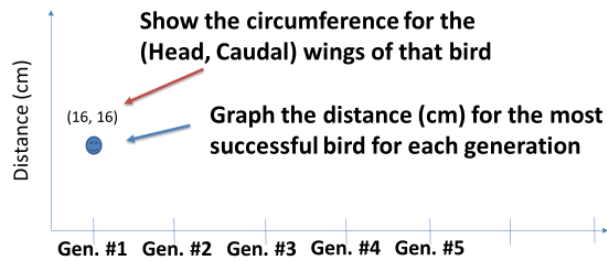 Show the circumference for the
(Head, Caudal) wings of that bird
Distance (cm)
(16, 16)
Graph the distance (cm) for the most
successful bird for each generation
Gen. #1 Gen. #2 Gen. #3 Gen. #4 Gen. #5